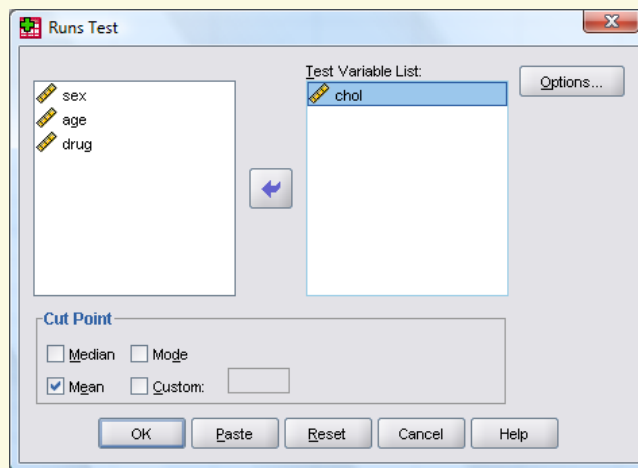 Runs Test
Test Variable List:
sex
age
drug
chol
Options...
Cut Point
Median Mode
Mean Custom:
OK Paste Reset Cancel Help